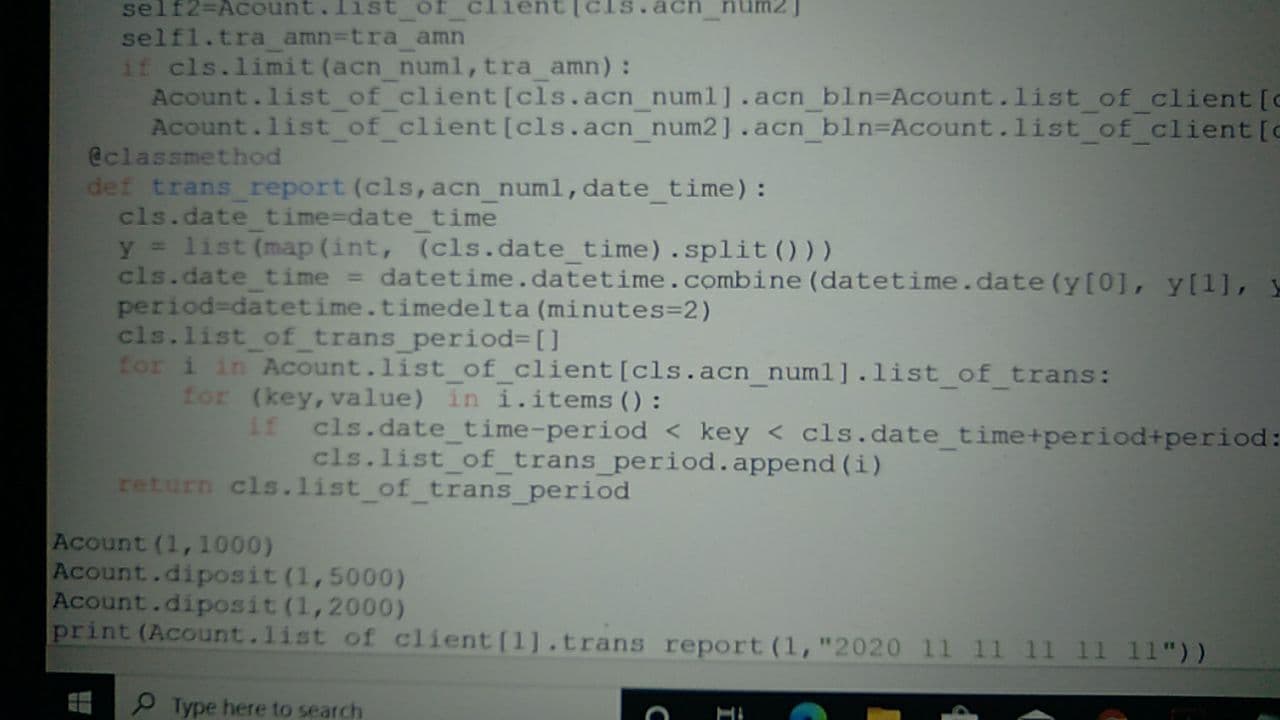 self2=Acount.list_of_client[cls.acn_num2]
self1.tra_amn=tra_amn
if cls.limit(acn_num1,tra_amn):
Acount.list_of_client[cls.acn_num1].acn_bln=Acount.list_of_client[c
Acount.list_of_client[cls.acn_num2].acn_bln=Acount.list_of_client[c
@classmethod
def trans_report(cls,acn_num1,date_time):
cls.date_time=date_time
y = list(map(int, (cls.date_time).split()))
cls.date_time = datetime.datetime.combine(datetime.date(y[0], y[1], y
period=datetime.timedelta(minutes=2)
cls.list_of_trans_period=[]
for i in Acount.list_of_client[cls.acn_num1].list_of_trans:
for (key,value) in i.items():
if cls.date_time-period < key < cls.date_time+period+period:
cls.list_of_trans_period.append(i)
return cls.list_of_trans_period
Acount(1,1000)
Acount.diposit(1,5000)
Acount.diposit(1,2000)
print(Acount.list_of_client[1].trans_report(1,"2020 11 11 11 11 11"))
Type here to search